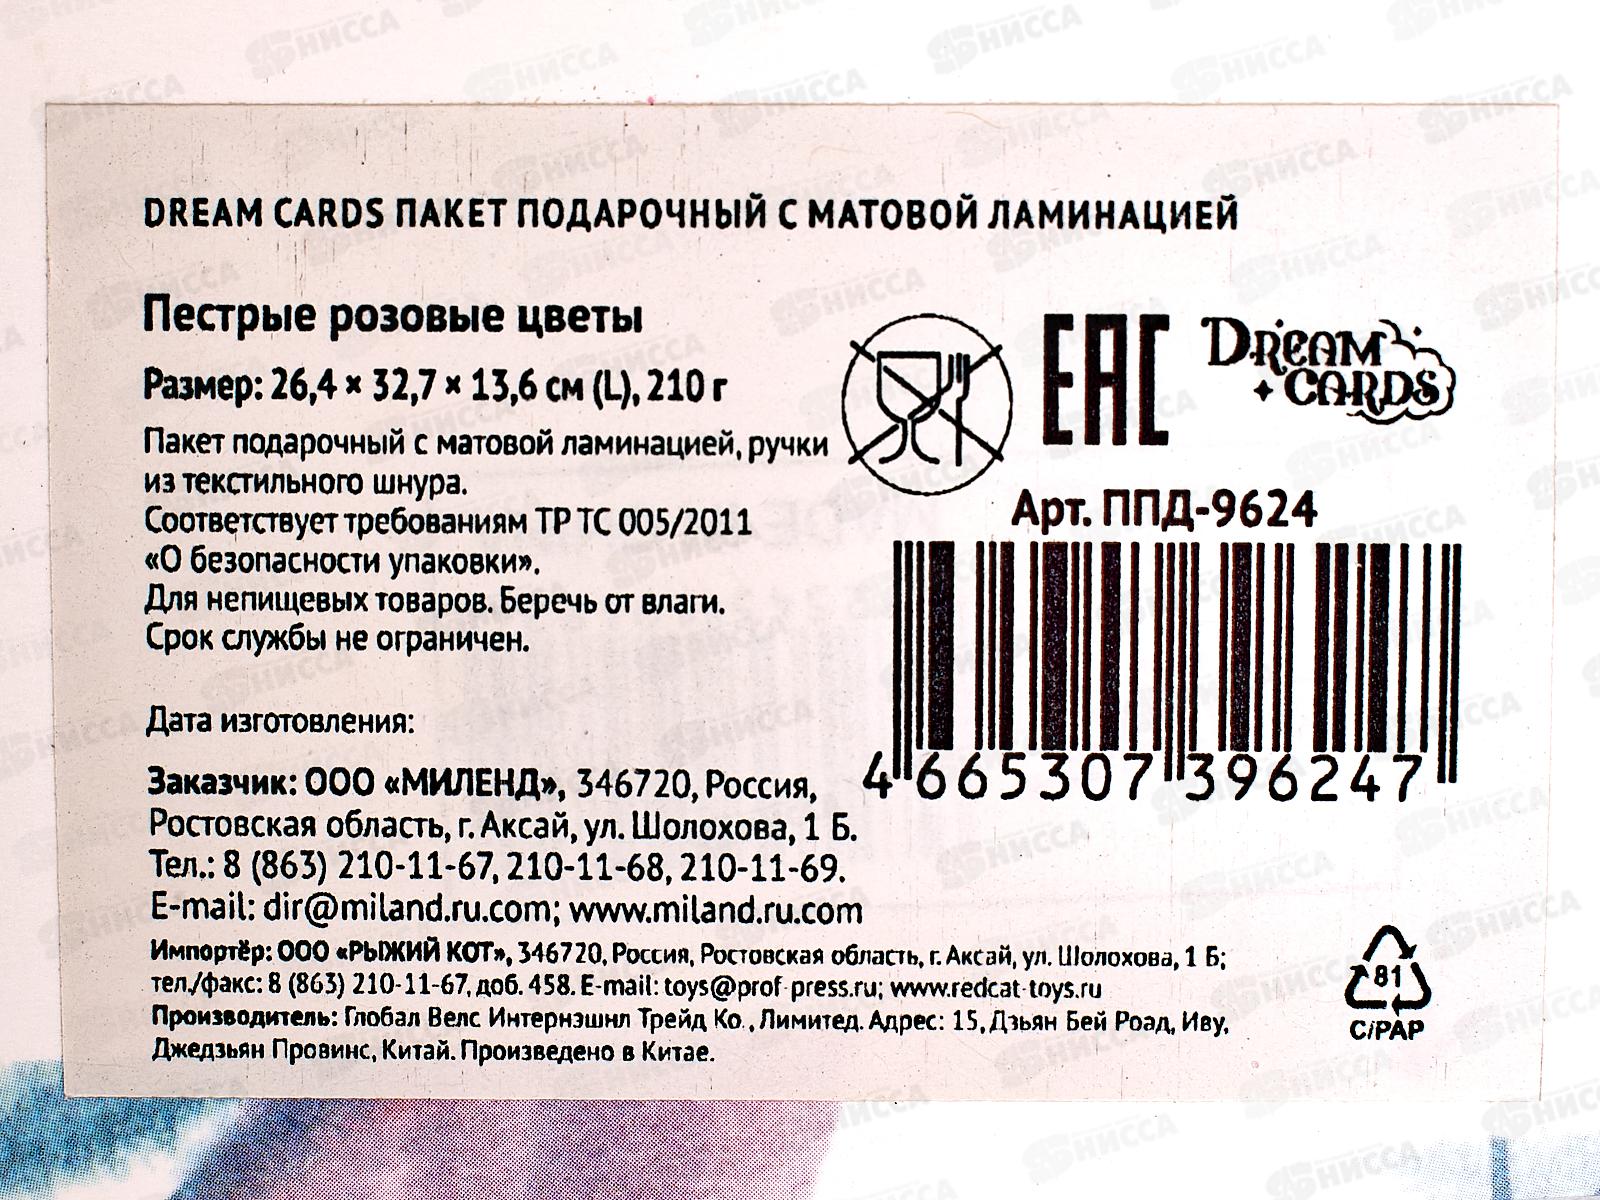 DREAM CARDS ПАКЕТ ПОДАРОЧНЫЙ С МАТОВОЙ ЛАМИНАЦИЕЙ
Пестрые розовые цветы
Размер: 26,4 × 32,7 × 13,6 см (L), 210 г
Пакет подарочный с матовой ламинацией, ручки
из текстильного шнура.
Соответствует требованиям ТР ТС 005/2011
«О безопасности упаковки».
Для непищевых товаров. Беречь от влаги.
Срок службы не ограничен.
Дата изготовления:
Заказчик: ООО «МИЛЕНД», 346720, Россия,
Ростовская область, г. Аксай, ул. Шолохова, 1 Б.
Тел.: 8 (863) 210-11-67, 210-11-68, 210-11-69.
E-mail: dir@miland.ru.com; www.miland.ru.com
Импортёр: ООО «РЫЖИЙ КОТ», 346720, Россия, Ростовская область, г. Аксай, ул. Шолохова, 1 Б;
тел./факс: 8 (863) 210-11-67, доб. 458. E-mail: toys@prof-press.ru; www.redcat-toys.ru
Производитель: Глобал Велс Интернэшнл Трейд Ко., Лимитед. Адрес: 15, Дзьян Бей Роад, Иву,
Джедзьян Провинс, Китай. Произведено в Китае.
EAC
DREAM
CARDS
Арт. ППД-9624
4 665307 396247
81
C/PAP
НИССА